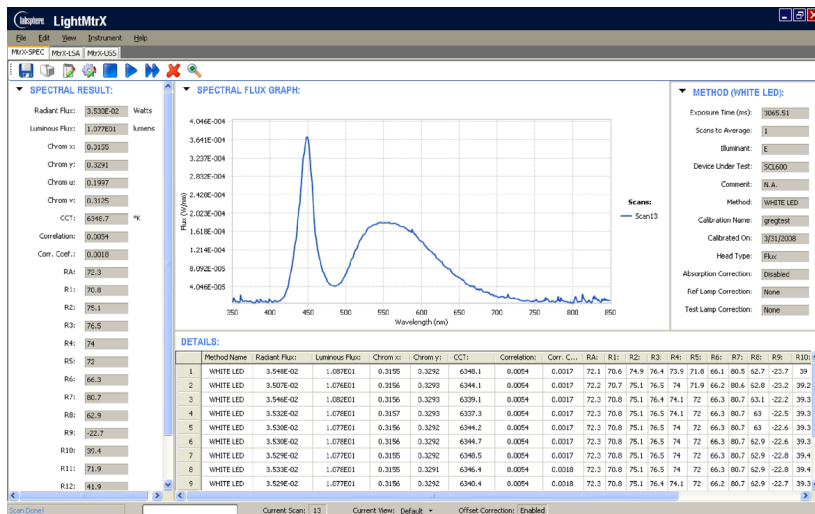 labsphere LightMtrX
File Edit View Instrument Help
MtrX-SPEC MtrX-LSA MtrX-USS
SPECTRAL RESULT:
Radiant Flux: 3.530E-02 Watts
Luminous Flux: 1.077E01 lumens
Chrom x: 0.3155
Chrom y: 0.3291
Chrom u: 0.1997
Chrom v: 0.3125
CCT: 6348.7 °K
Correlation: 0.0054
Corr. Coef.: 0.0018
RA: 72.3
R1: 70.8
R2: 75.1
R3: 76.5
R4: 74
R5: 72
R6: 66.3
R7: 80.7
R8: 62.9
R9: -22.7
R10: 39.4
R11: 71.9
R12: 41.9
SPECTRAL FLUX GRAPH:
Flux (W/nm)
4.046E-004
3.641E-004
3.237E-004
2.832E-004
2.428E-004
2.023E-004
1.618E-004
1.214E-004
8.092E-005
4.046E-005
350 400 450 500 550 600 650 700 750 800 850
Wavelength (nm)
Scans:
Scan13
METHOD (WHITE LED):
Exposure Time (ms): 3065.51
Scans to Average: 1
Illuminant: E
Device Under Test: SCL600
Comment: N.A.
Method: WHITE LED
Calibration Name: gregtest
Calibrated On: 3/31/2008
Head Type: Flux
Absorption Correction: Disabled
Ref Lamp Correction: None
Test Lamp Correction: None
DETAILS:
Method Name Radiant Flux: Luminous Flux: Chrom x: Chrom y: CCT: Correlation: Corr. C... RA: R1: R2: R3: R4: R5: R6: R7: R8: R9: R10:
1 WHITE LED 3.548E-02 1.087E01 0.3155 0.3292 6348.1 0.0054 0.0017 72.1 70.6 74.9 76.4 73.9 71.8 66.1 80.5 62.7 -23.7 39
2 WHITE LED 3.507E-02 1.076E01 0.3156 0.3293 6344.1 0.0054 0.0017 72.2 70.7 75.1 76.5 74 71.9 66.2 80.6 62.8 -23.2 39.2
3 WHITE LED 3.546E-02 1.082E01 0.3156 0.3293 6339.1 0.0054 0.0017 72.3 70.8 75.1 76.4 74.1 72 66.3 80.7 63.1 -22.2 39.3
4 WHITE LED 3.532E-02 1.078E01 0.3157 0.3293 6337.3 0.0054 0.0017 72.3 70.8 75.1 76.5 74.1 72 66.3 80.7 63 -22.5 39.3
5 WHITE LED 3.530E-02 1.077E01 0.3156 0.3292 6344.2 0.0054 0.0017 72.3 70.8 75.1 76.5 74 72 66.3 80.7 63 -22.6 39.3
6 WHITE LED 3.530E-02 1.078E01 0.3156 0.3292 6344.7 0.0054 0.0017 72.3 70.8 75.1 76.5 74 72 66.3 80.7 62.9 -22.6 39.3
7 WHITE LED 3.529E-02 1.077E01 0.3155 0.3292 6348.5 0.0054 0.0017 72.3 70.8 75.1 76.5 74 72 66.3 80.7 62.9 -22.8 39.4
8 WHITE LED 3.533E-02 1.078E01 0.3155 0.3291 6346.4 0.0054 0.0018 72.3 70.8 75.1 76.4 74 72 66.3 80.7 62.9 -22.8 39.4
9 WHITE LED 3.529E-02 1.077E01 0.3156 0.3292 6340.4 0.0054 0.0018 72.3 70.8 75.1 76.4 74.1 72 66.2 80.7 62.9 -22.7 39.3
Scan Done! Current Scan: 13 Current View: Default Offset Correction: Enabled